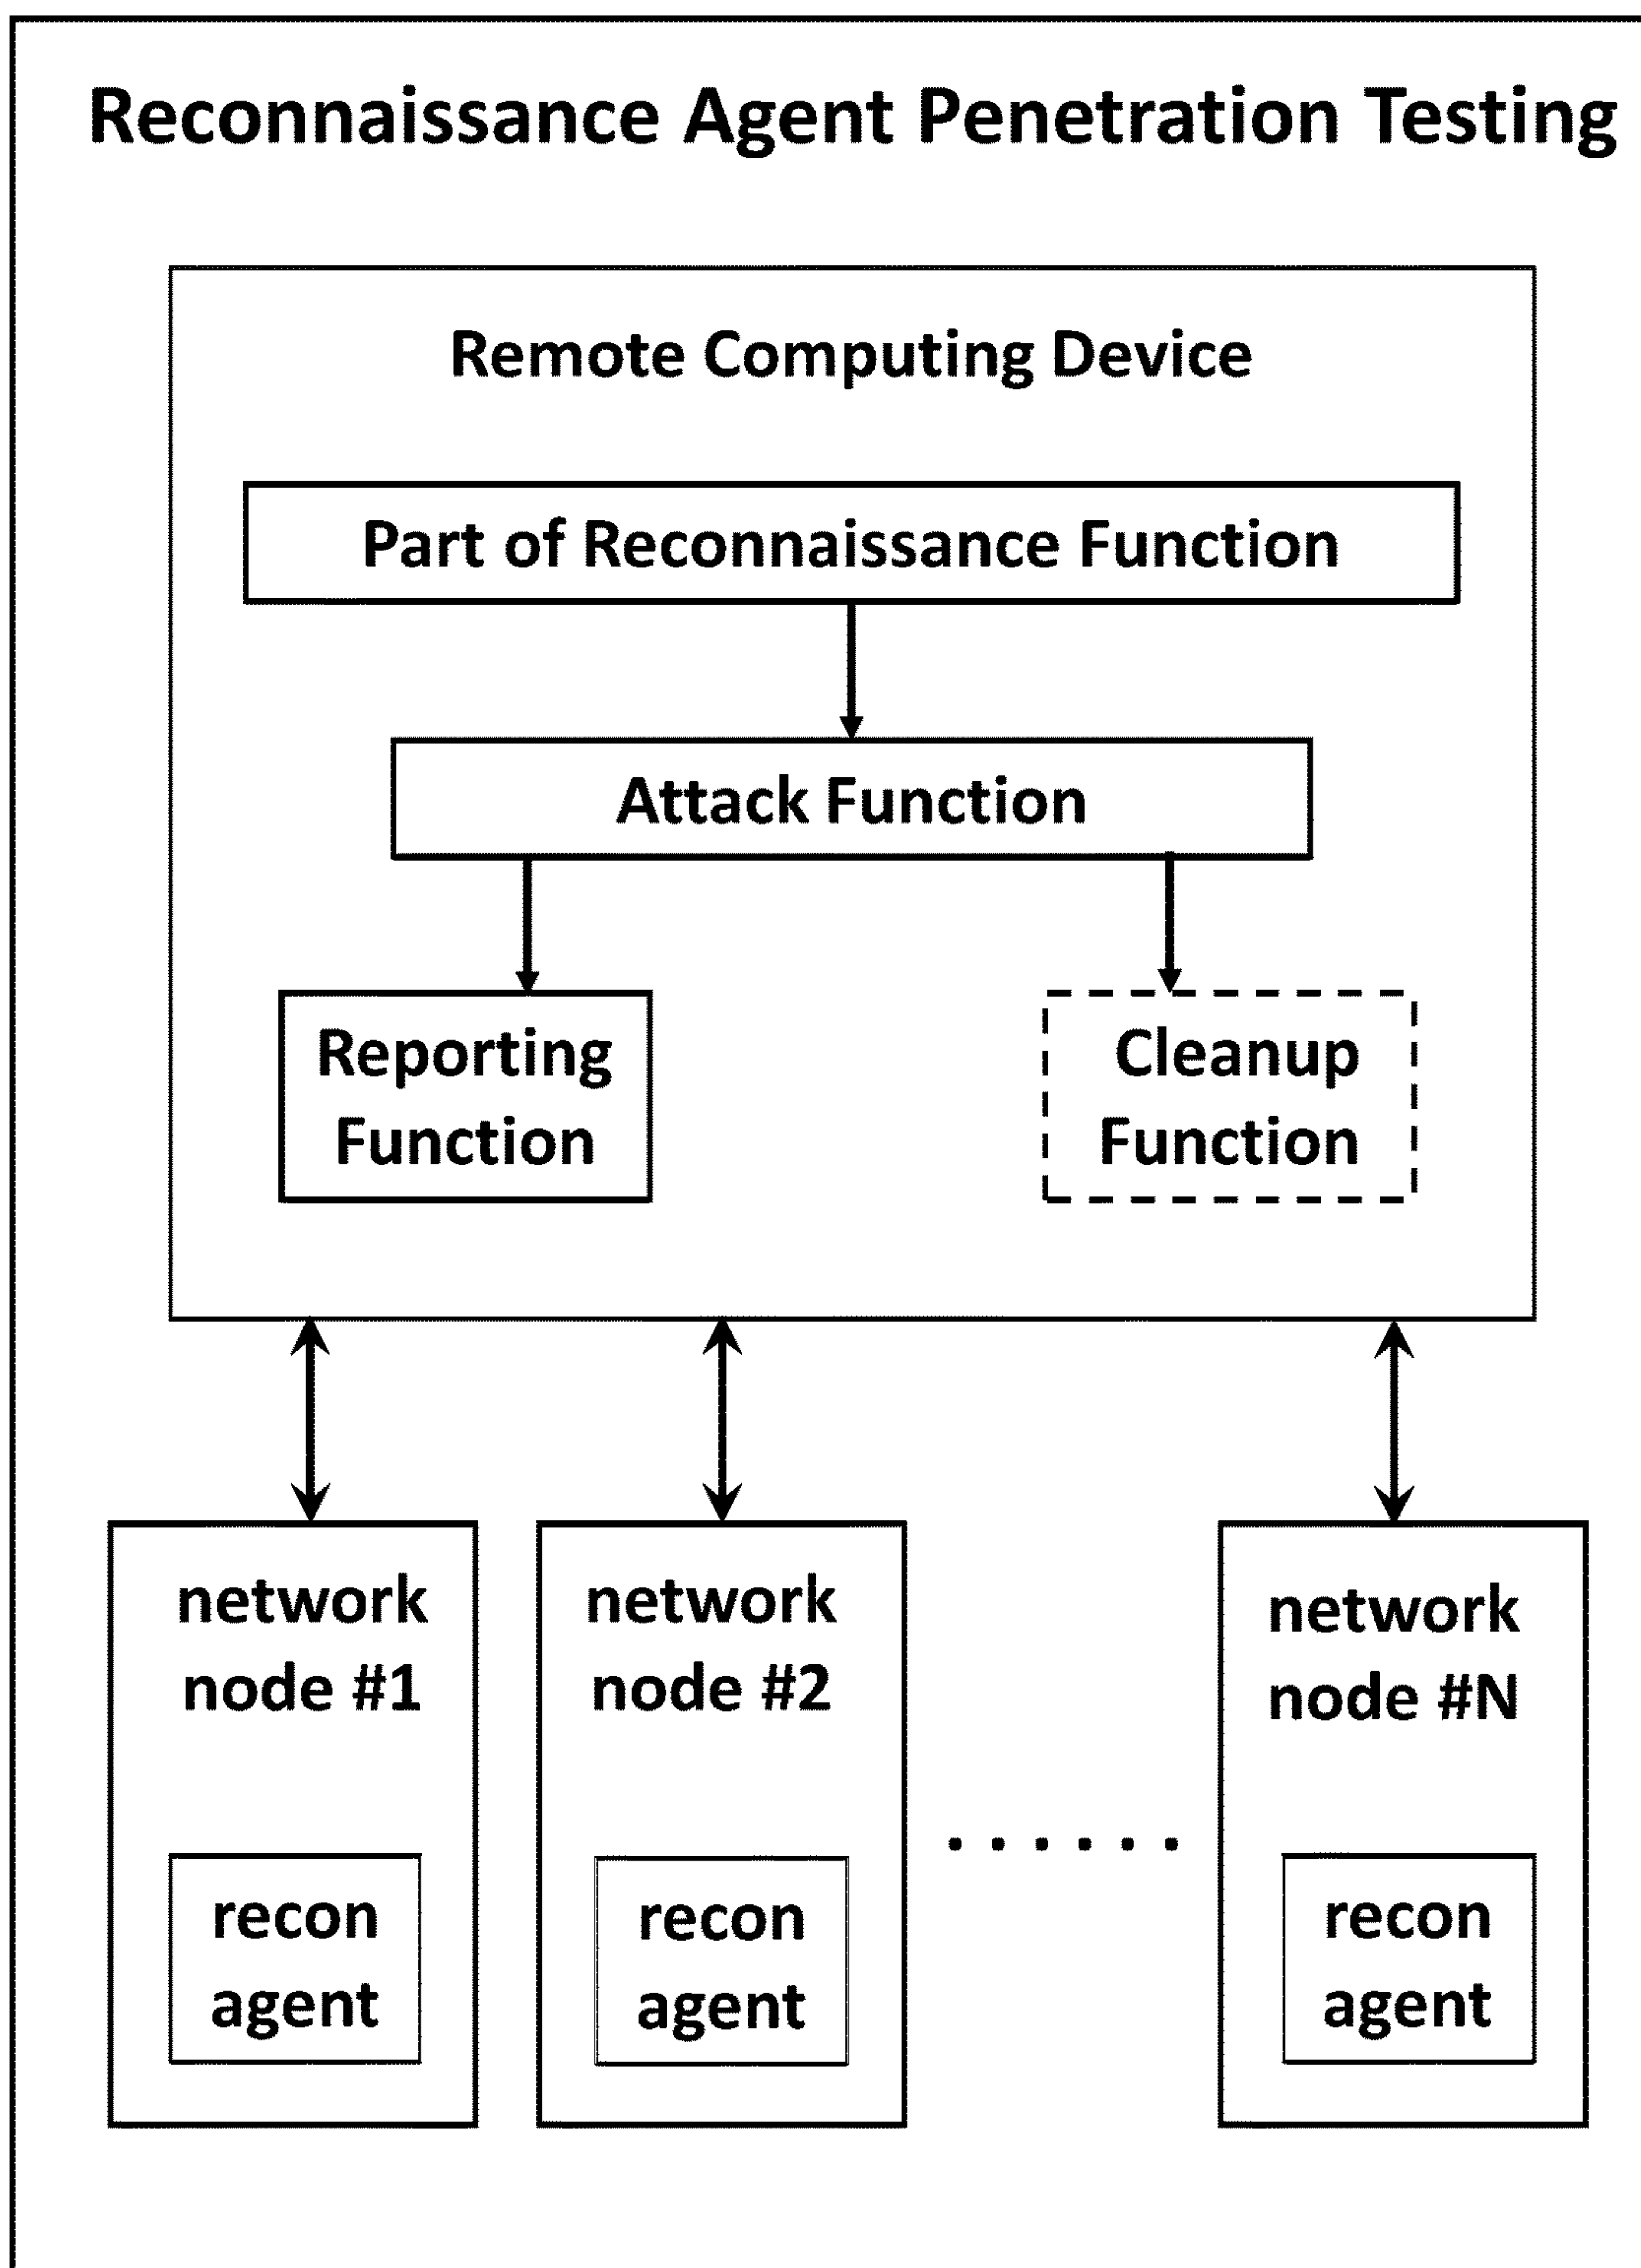 Reconnaissance Agent Penetration Testing
Remote Computing Device
Part of Reconnaissance Function
Attack Function
Reporting
Function
Cleanup
Function
network
node #1
network
node #2
network
node #N
recon
agent
recon
agent
recon
agent